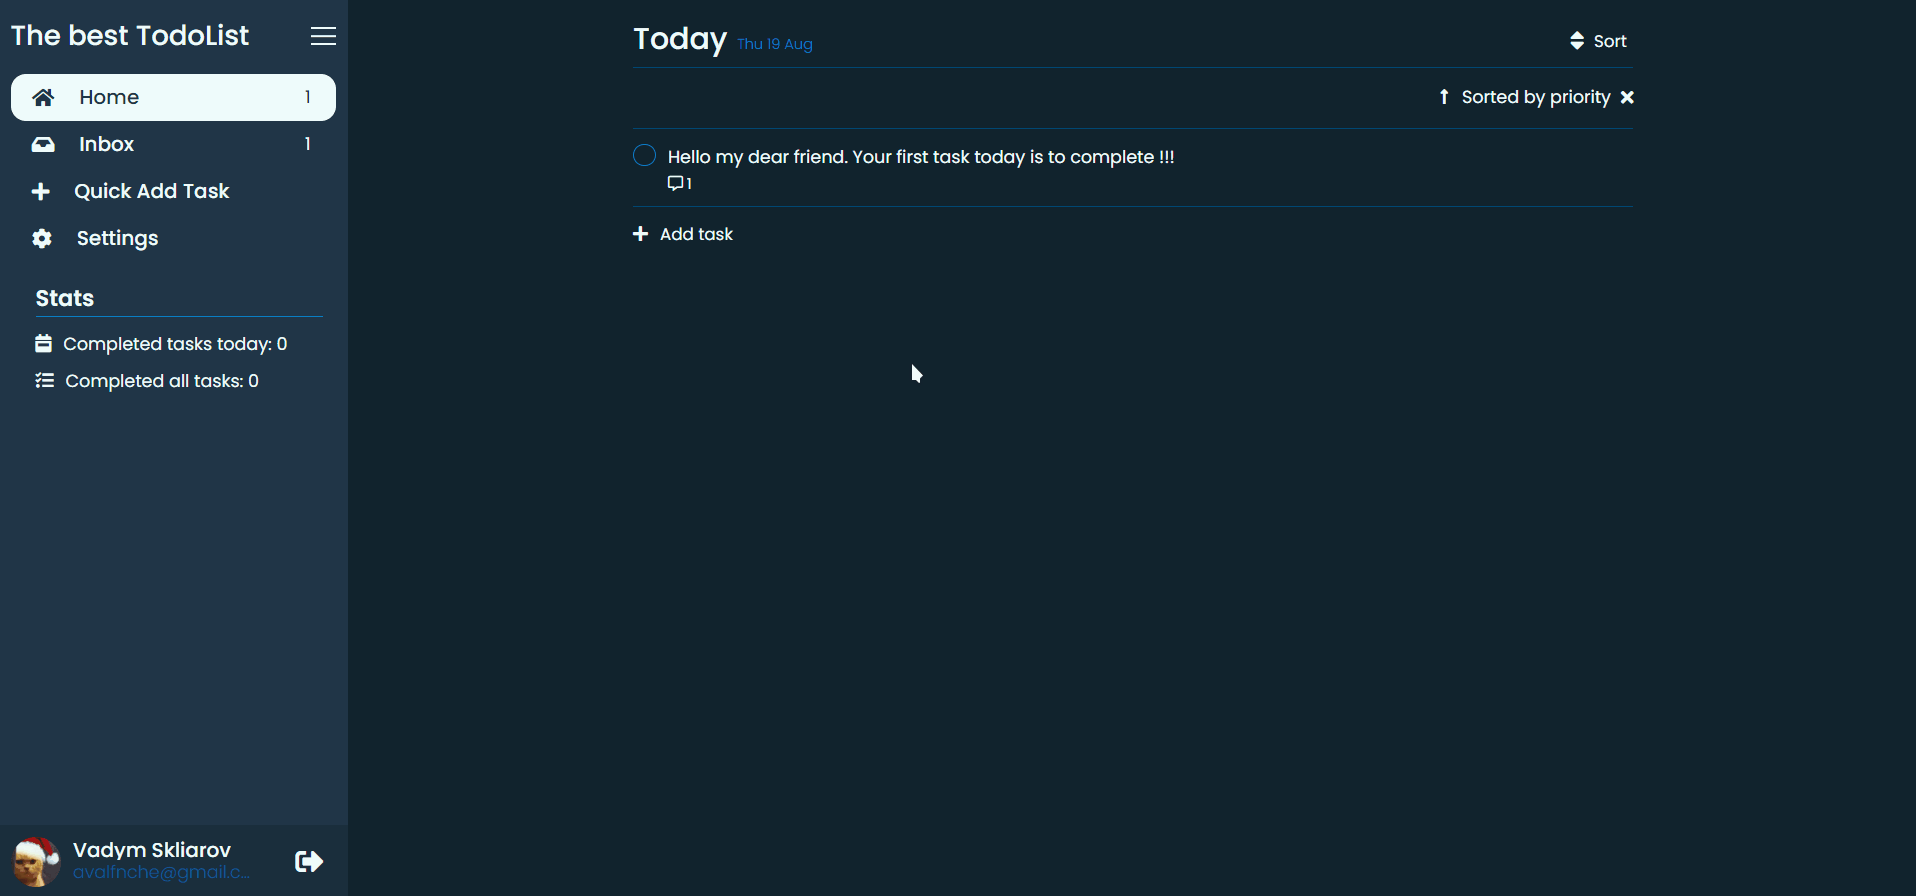 The best TodoList
Home 1
Inbox 1
Quick Add Task
Settings
Stats
Completed tasks today: 0
Completed all tasks: 0
Vadym Skliarov
avalfnche@gmail.c...
Today Thu 19 Aug
Sort
Sorted by priority
Hello my dear friend. Your first task today is to complete !!!
1
Add task